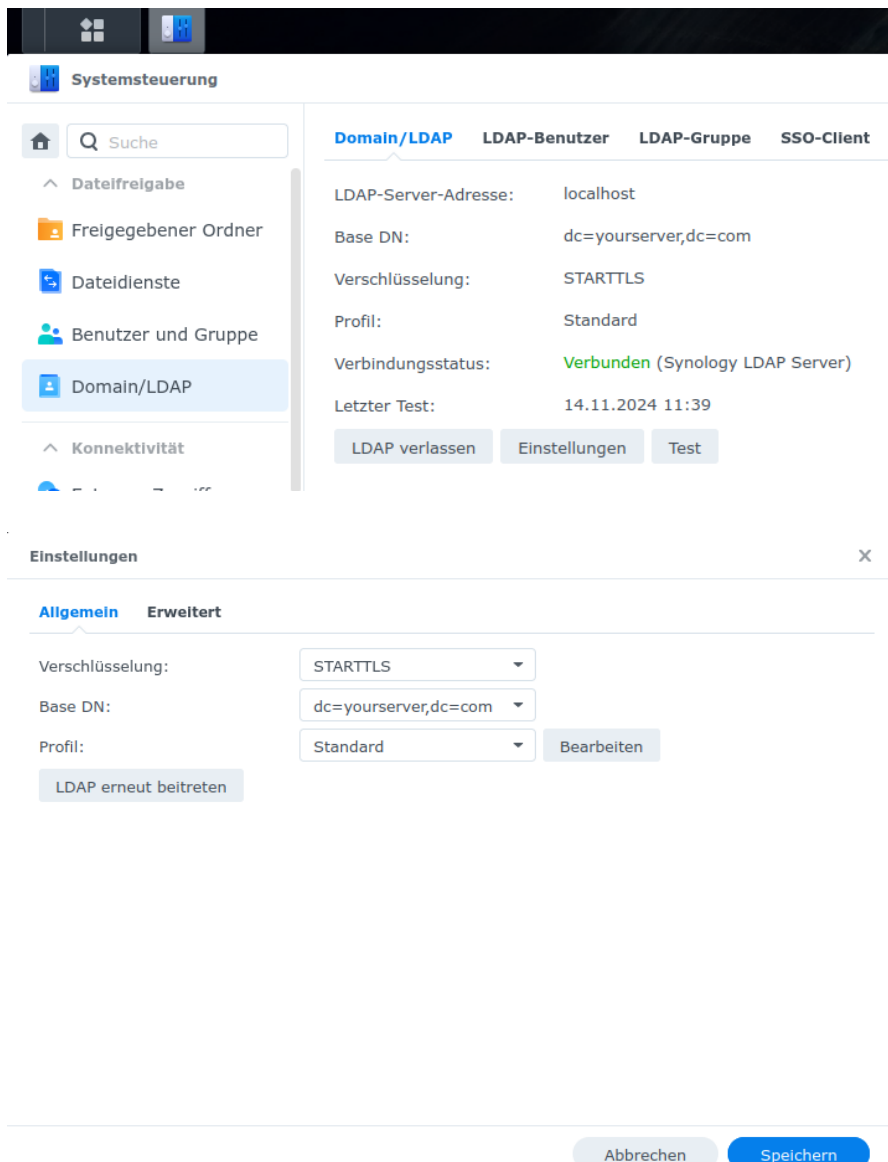 Systemsteuerung
Suche
Dateifreigabe
Freigegebener Ordner
Dateidienste
Benutzer und Gruppe
Domain/LDAP
Konnektivität
Domain/LDAP LDAP-Benutzer LDAP-Gruppe SSO-Client
LDAP-Server-Adresse: localhost
Base DN: dc=yourserver,dc=com
Verschlüsselung: STARTTLS
Profil: Standard
Verbindungsstatus: Verbunden (Synology LDAP Server)
Letzter Test: 14.11.2024 11:39
LDAP verlassen Einstellungen Test
Einstellungen
Allgemein Erweitert
Verschlüsselung: STARTTLS
Base DN: dc=yourserver,dc=com
Profil: Standard Bearbeiten
LDAP erneut beitreten
Abbrechen Speichern